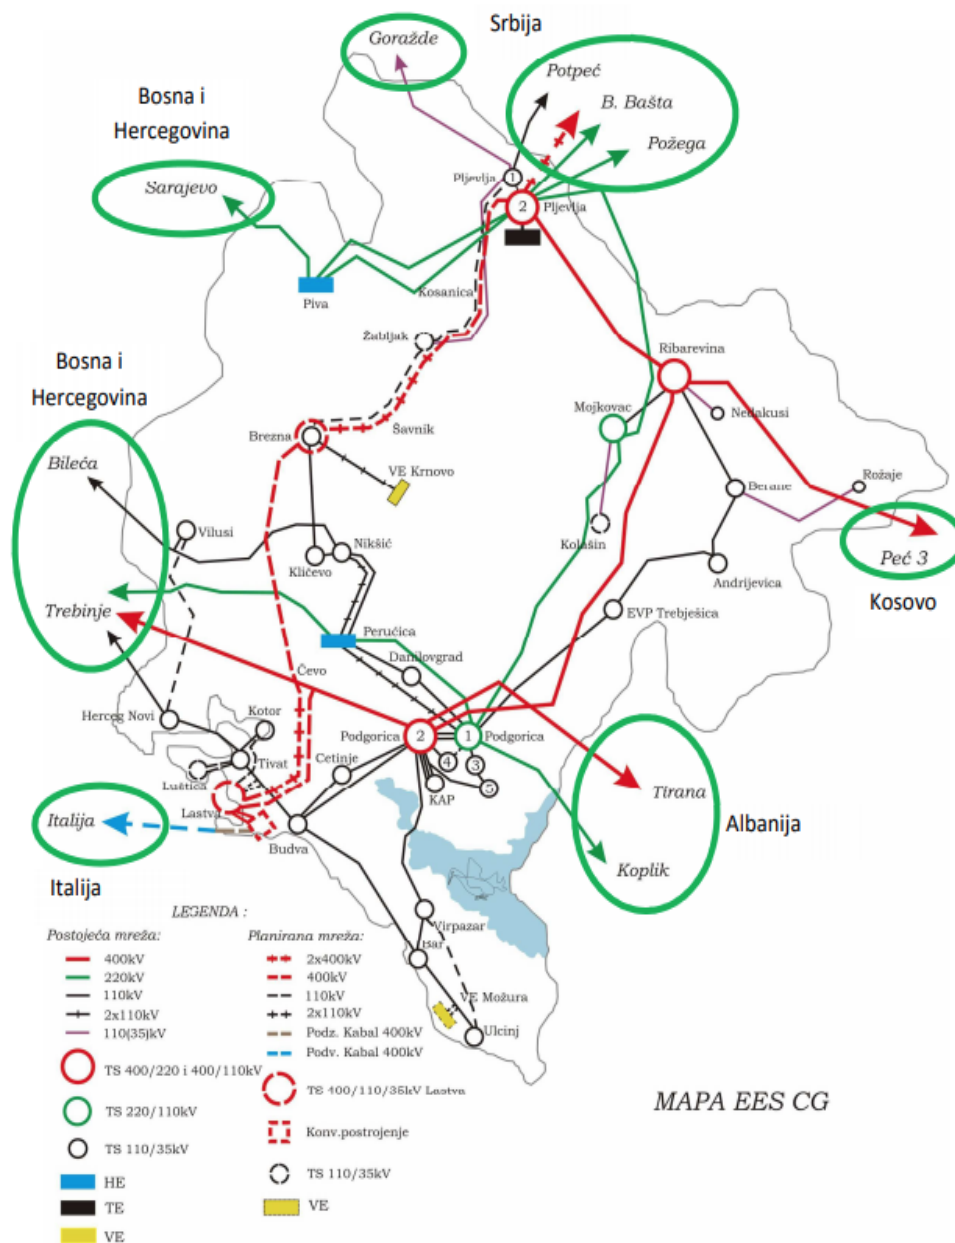 Srbija
Goražde
Potpeć
B. Bašta
Požega
Bosna i
Hercegovina
Sarajevo
Pljevlja
1
2
Pljevlja
Piva
Kosanica
Žabljak
Ribarevina
Bosna i
Hercegovina
Mojkovac
Nedakusi
Šavnik
Brezna
VE Krnovo
Bileća
Berane
Rožaje
Vilusi
Nikšić
Kolašin
Kličevo
Peć 3
Andrijevica
Kosovo
Trebinje
EVP Trebješica
Perućica
Danilovgrad
Čevo
Herceg Novi
Kotor
Podgorica
2
1
Podgorica
Cetinje
Tivat
4
3
5
Luštica
KAP
Tirana
Lastva
Italija
Albanija
Budva
Koplik
Italija
LEGENDA :
Virpazar
Postojeća mreža:
Planirana mreža:
Bar
400kV
220kV
110kV
2x110kV
110(35)kV
TS 400/220 i 400/110kV
TS 220/110kV
TS 110/35kV
HE
TE
VE
2x400kV
400kV
110kV
2x110kV
Podz. Kabal 400kV
Podv. Kabal 400kV
TS 400/110/35kV Lastva
Konv.postrojenje
TS 110/35kV
VE
VE Možura
Ulcinj
MAPA EES CG